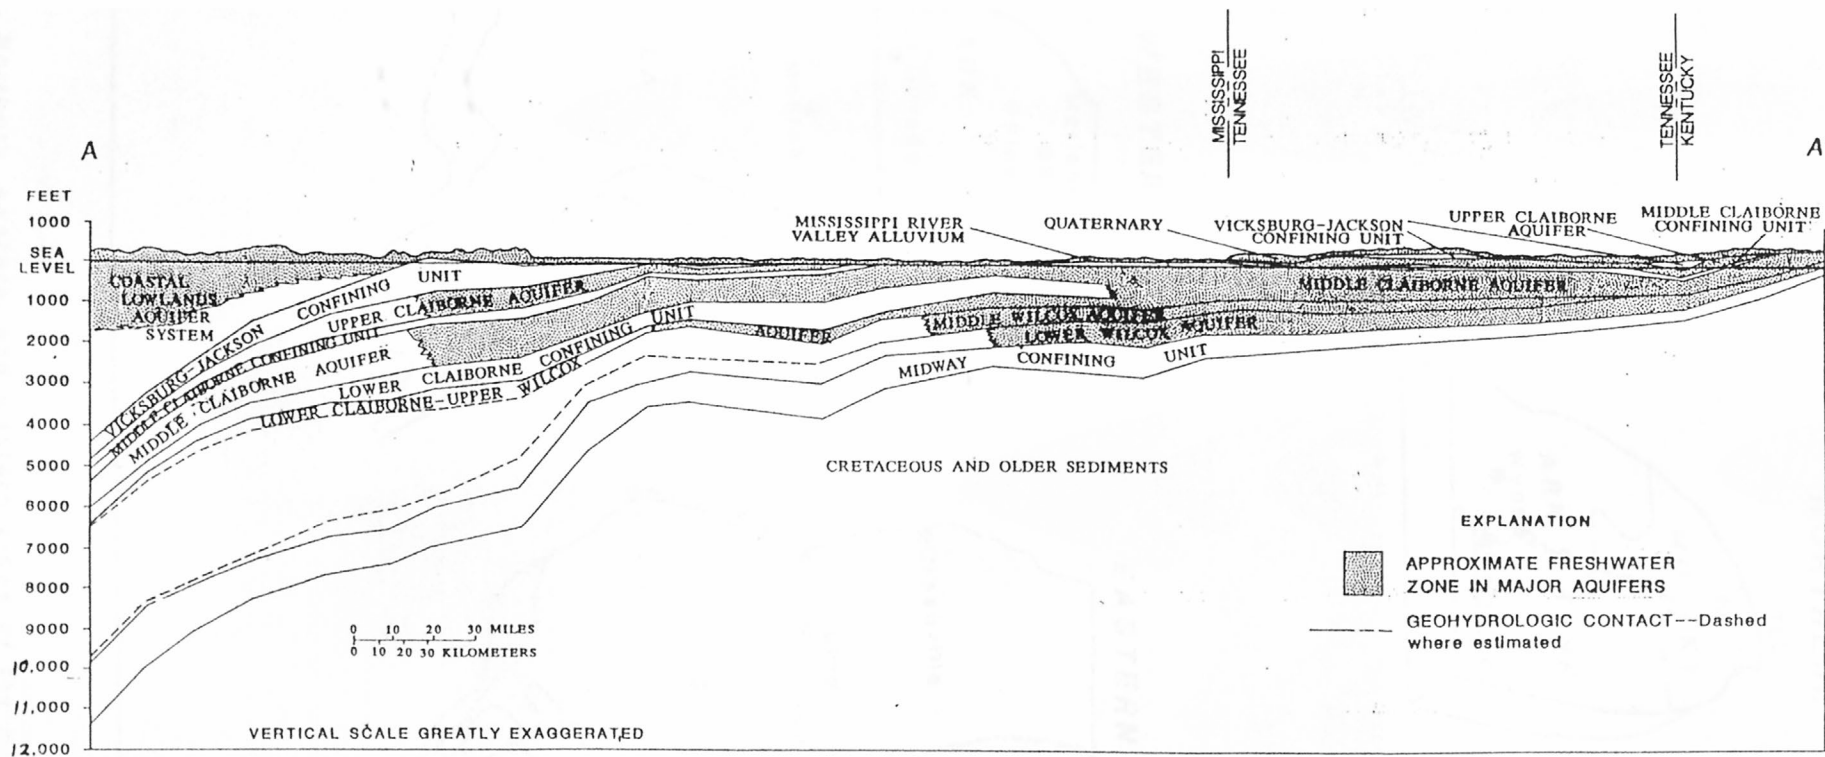 MISSISSIPPI
TENNESSEE
TENNESSEE
KENTUCKY
A
A
FEET
1000
SEA
LEVEL
1000
2000
3000
4000
5000
6000
7000
8000
9000
10,000
11,000
12,000
MISSISSIPPI RIVER
VALLEY ALLUVIUM
QUATERNARY
VICKSBURG-JACKSON
CONFINING UNIT
UPPER CLAIBORNE
AQUIFER
MIDDLE CLAIBORNE
CONFINING UNIT
COASTAL
LOWLANDS
AQUIFER
SYSTEM
VICKSBURG-JACKSON CONFINING UNIT
UPPER CLAIBORNE AQUIFER
MIDDLE CLAIBORNE CONFINING UNIT
MIDDLE CLAIBORNE AQUIFER
LOWER CLAIBORNE CONFINING UNIT
LOWER CLAIBORNE-UPPER WILCOX AQUIFER
MIDDLE CLAIBORNE AQUIFER
MIDDLE WILCOX AQUIFER
LOWER WILCOX AQUIFER
MIDWAY CONFINING UNIT
CRETACEOUS AND OLDER SEDIMENTS
EXPLANATION
APPROXIMATE FRESHWATER
ZONE IN MAJOR AQUIFERS
GEOHYDROLOGIC CONTACT--Dashed
where estimated
0 10 20 30 MILES
0 10 20 30 KILOMETERS
VERTICAL SCALE GREATLY EXAGGERATED